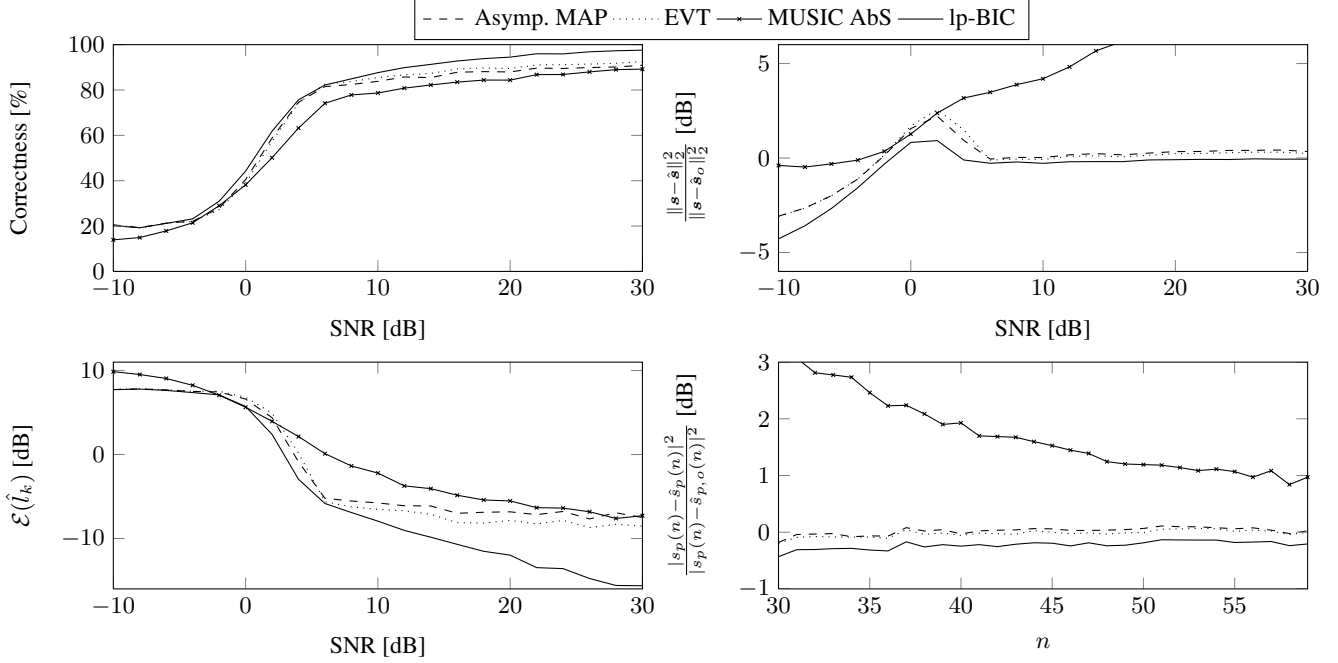 Asymp. MAP EVT MUSIC AbS lp-BIC
Correctness [%]
100
80
60
40
20
0
−10 0 10 20 30
SNR [dB]
‖s−ŝ‖₂² / ‖s−ŝₒ‖₂² [dB]
5
0
−5
−10 0 10 20 30
SNR [dB]
ℰ(l̂ₖ) [dB]
10
0
−10
−10 0 10 20 30
SNR [dB]
|sₚ(n)−ŝₚ(n)|² / |sₚ(n)−ŝₚ,ₒ(n)|² [dB]
3
2
1
0
−1
30 35 40 45 50 55
n